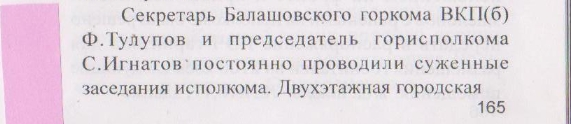 Секретарь Балашовского горкома ВКП(б)
Ф.Тулупов и председатель горисполкома
С.Игнатов постоянно проводили суженные
заседания исполкома. Двухэтажная городская
165